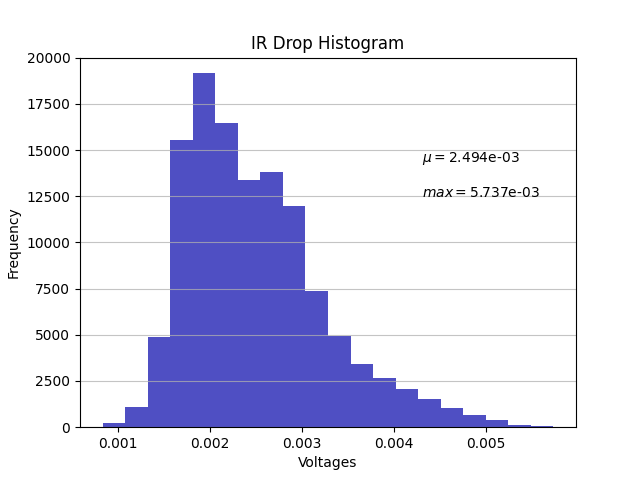 IR Drop Histogram
20000
17500
15000
12500
10000
7500
5000
2500
0
Frequency
μ = 2.494e-03
max = 5.737e-03
0.001 0.002 0.003 0.004 0.005
Voltages